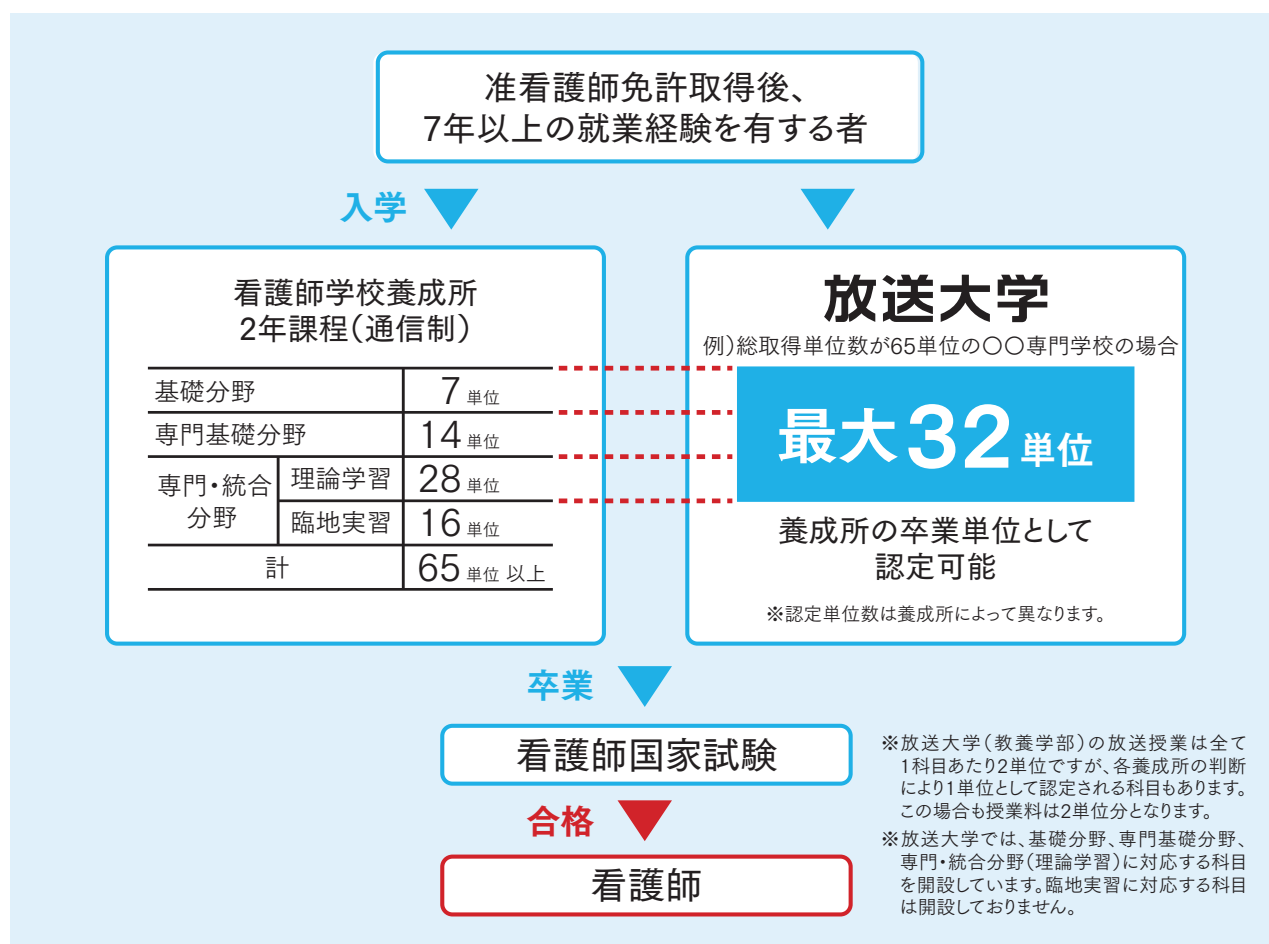 准看護師免許取得後、
7年以上の就業経験を有する者
入学
看護師学校養成所
2年課程(通信制)
基礎分野 7 単位
専門基礎分野 14 単位
専門・統合分野 理論学習 28 単位
臨地実習 16 単位
計 65 単位 以上
放送大学
例)総取得単位数が65単位の〇〇専門学校の場合
最大32単位
養成所の卒業単位として
認定可能
※認定単位数は養成所によって異なります。
卒業
看護師国家試験
合格
看護師
※放送大学(教養学部)の放送授業は全て
1科目あたり2単位ですが、各養成所の判断
により1単位として認定される科目もあります。
この場合も授業料は2単位分となります。
※放送大学では、基礎分野、専門基礎分野、
専門・統合分野(理論学習)に対応する科目
を開設しています。臨地実習に対応する科目
は開設しておりません。